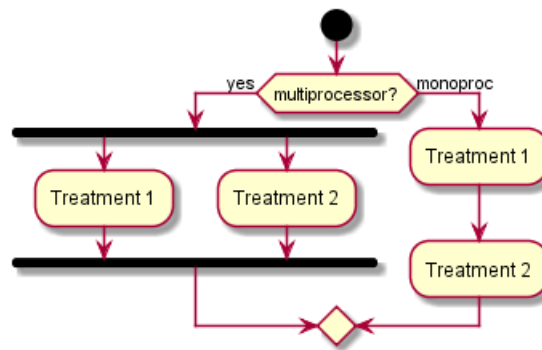 yes
multiprocessor?
monoproc
Treatment 1
Treatment 2
Treatment 1
Treatment 2